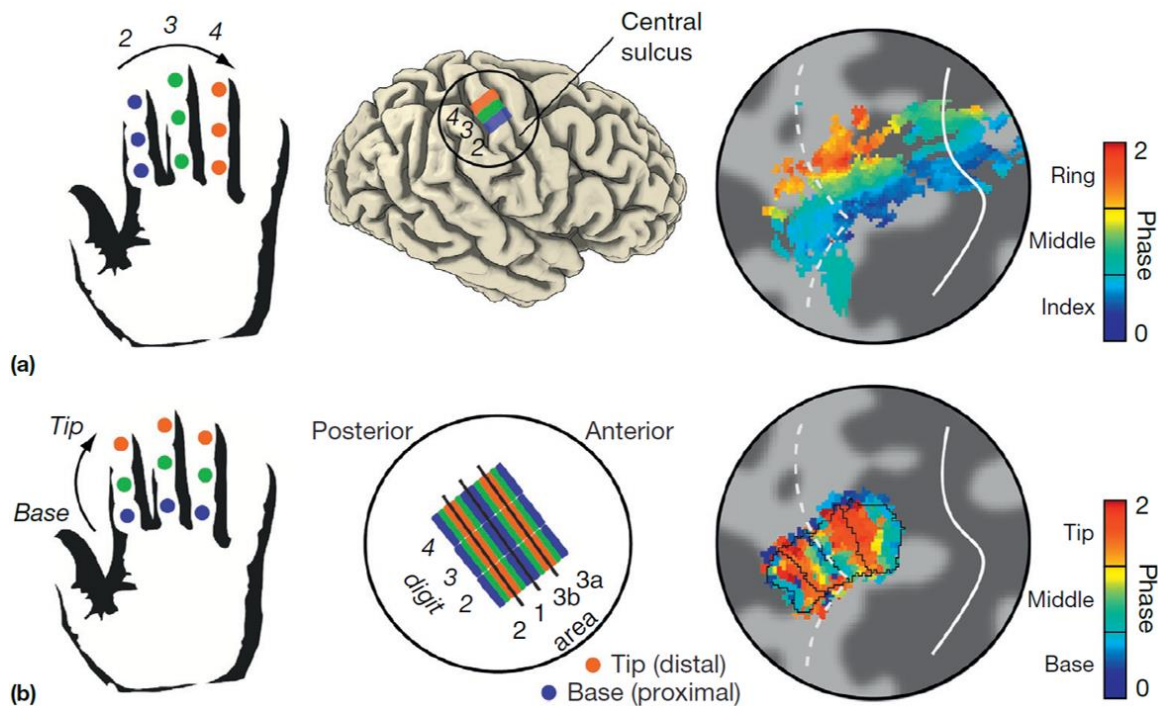 2
3
4
Central
sulcus
4
3
2
2
Ring
Middle
Index
Phase
0
(a)
Tip
Base
Posterior
Anterior
4
3
2
digit
2
1
3b
3a
area
Tip (distal)
Base (proximal)
2
Tip
Middle
Base
Phase
0
(b)